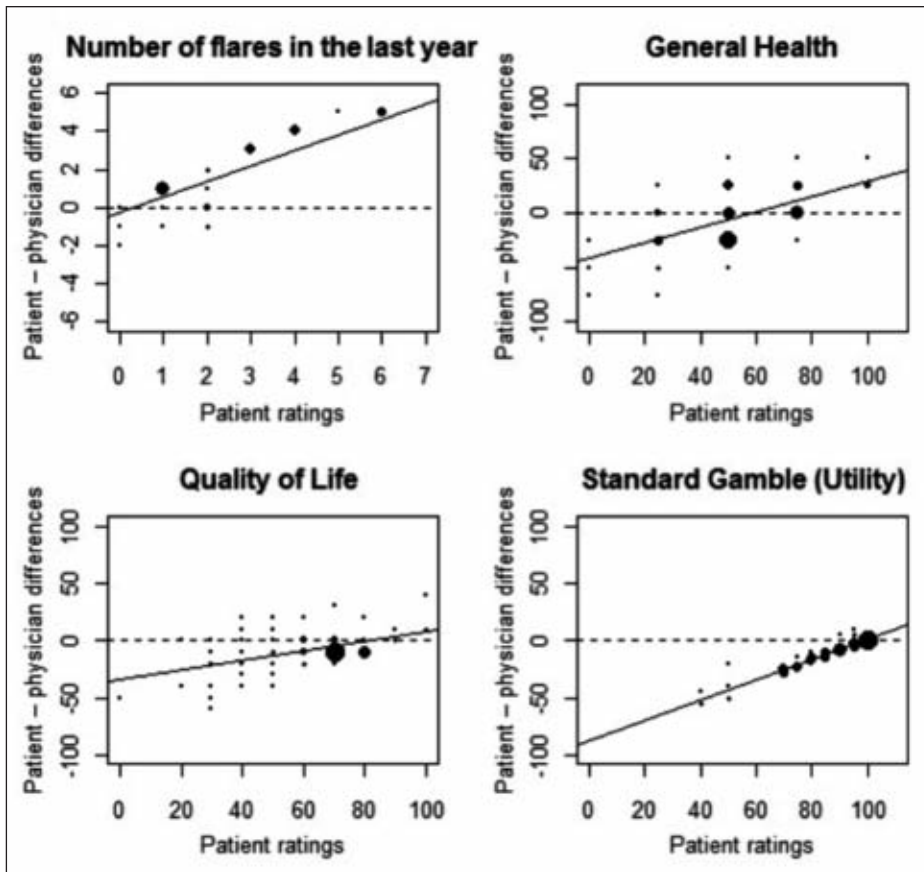 Number of flares in the last year
Patient – physician differences
6
4
2
0
-2
-4
-6
0 1 2 3 4 5 6 7
Patient ratings
General Health
Patient – physician differences
100
50
0
-100
0 20 40 60 80 100
Patient ratings
Quality of Life
Patient – physician differences
100
50
0
-50
-100
0 20 40 60 80 100
Patient ratings
Standard Gamble (Utility)
Patient – physician differences
100
50
0
-50
-100
0 20 40 60 80 100
Patient ratings